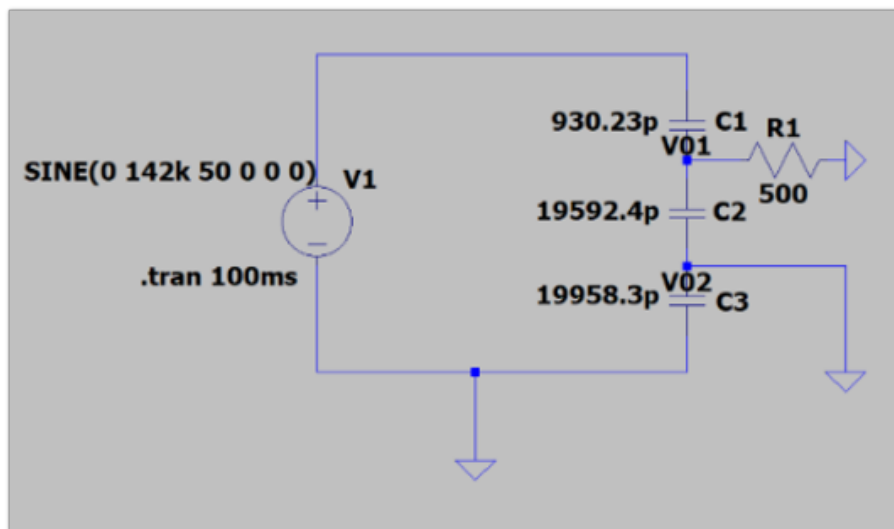 930.23p
C1
R1
V01
SINE(0 142k 50 0 0 0)
V1
500
19592.4p
C2
.tran 100ms
V02
19958.3p
C3